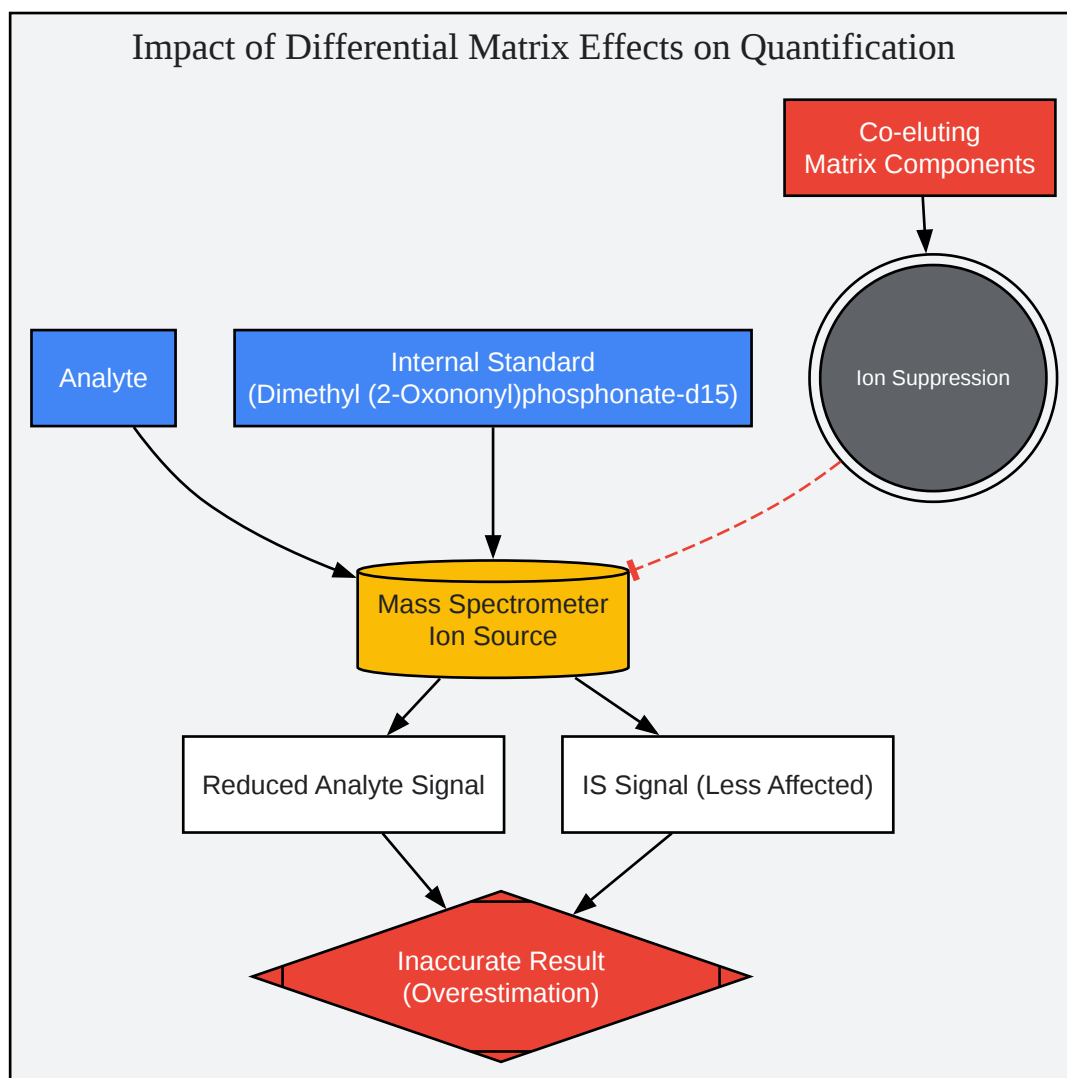 Impact of Differential Matrix Effects on Quantification
Co-eluting
Matrix Components
Analyte
Internal Standard
(Dimethyl (2-Oxononyl)phosphonate-d15)
Ion Suppression
Mass Spectrometer
Ion Source
Reduced Analyte Signal
IS Signal (Less Affected)
Inaccurate Result
(Overestimation)